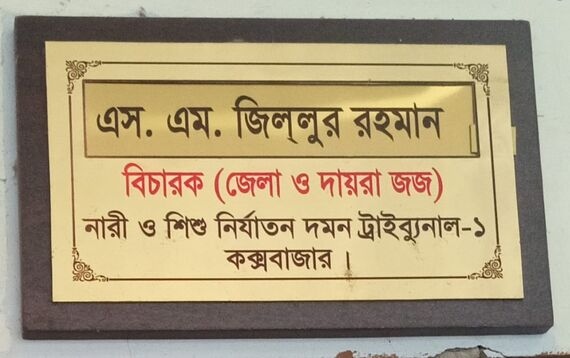 এস. এম. জিল্‌লুর রহমান
বিচারক (জেলা ও দায়রা জজ)
নারী ও শিশু নির্যাতন দমন ট্রাইব্যুনাল-১
কক্সবাজার।